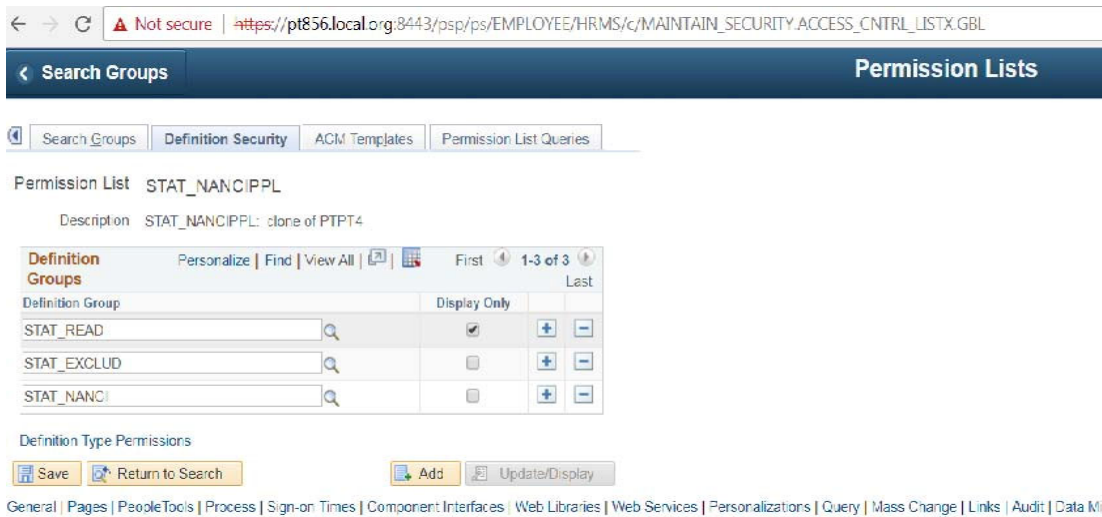 Not secure | https://pt856.local.org:8443/psp/ps/EMPLOYEE/HRMS/c/MAINTAIN_SECURITY.ACCESS_CNTRL_LISTX.GBL
Search Groups
Permission Lists
Search Groups Definition Security ACM Templates Permission List Queries
Permission List STAT_NANCIPPL
Description STAT_NANCIPPL: clone of PTPT4
Definition Groups Personalize | Find | View All | First 1-3 of 3 Last
Definition Group Display Only
STAT_READ
STAT_EXCLUD
STAT_NANCI
Definition Type Permissions
Save Return to Search Add Update/Display
General | Pages | PeopleTools | Process | Sign-on Times | Component Interfaces | Web Libraries | Web Services | Personalizations | Query | Mass Change | Links | Audit | Data Mi